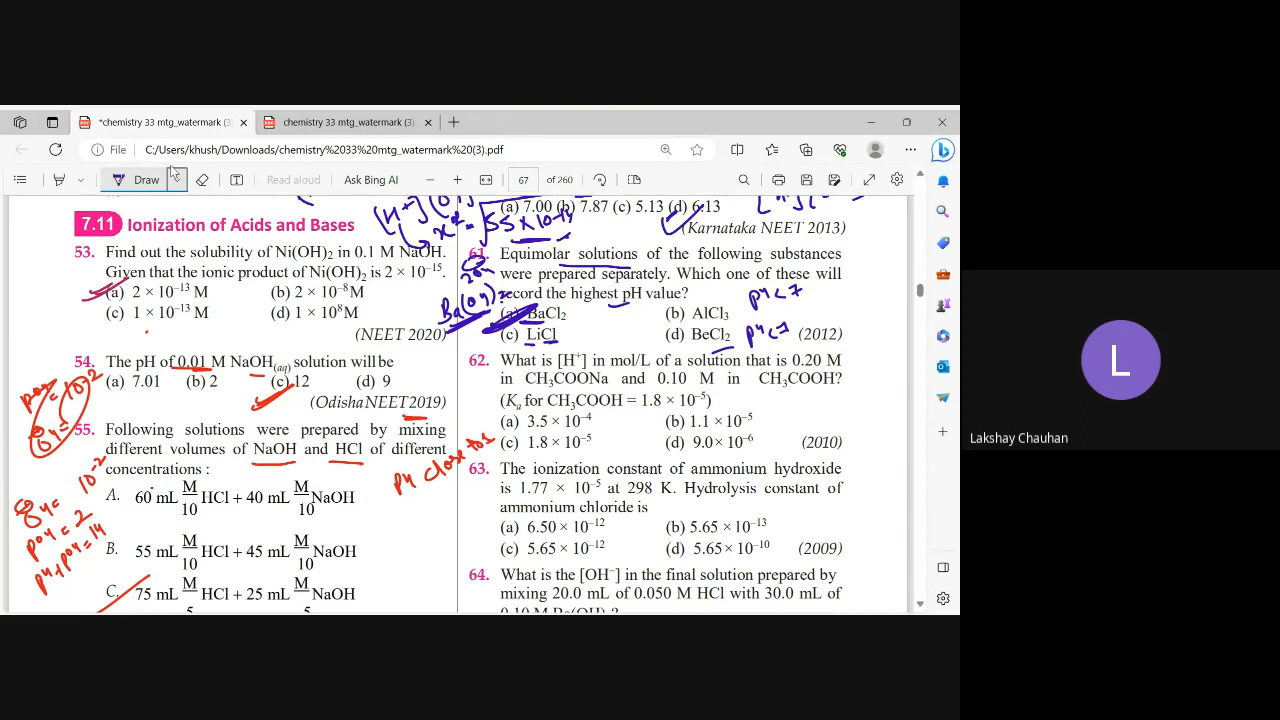 *chemistry 33 mtg_watermark (3).
chemistry 33 mtg_watermark (3).p
File
C:/Users/khush/Downloads/chemistry%2033%20mtg_watermark%20(3).pdf
Draw
Read aloud
Ask Bing AI
67
of 260
7.11 Ionization of Acids and Bases
53. Find out the solubility of Ni(OH)₂ in 0.1 M NaOH.
Given that the ionic product of Ni(OH)₂ is 2 × 10⁻¹⁵.
(a) 2 × 10⁻¹³ M (b) 2 × 10⁻⁸ M
(c) 1 × 10⁻¹³ M (d) 1 × 10⁸ M
(NEET 2020)
54. The pH of 0.01 M NaOH(aq) solution will be
(a) 7.01 (b) 2 (c) 12 (d) 9
(Odisha NEET 2019)
55. Following solutions were prepared by mixing
different volumes of NaOH and HCl of different
concentrations :
A. 60 mL M/10 HCl + 40 mL M/10 NaOH
B. 55 mL M/10 HCl + 45 mL M/10 NaOH
C. 75 mL M/5 HCl + 25 mL M/5 NaOH
10⁻²
pOH = 2
pH + pOH = 14
pH close to 1
√55 × 10⁻¹⁴
(a) 7.00 (b) 7.87 (c) 5.13 (d) 6.13
(Karnataka NEET 2013)
61. Equimolar solutions of the following substances
were prepared separately. Which one of these will
record the highest pH value?
(a) BaCl₂ (b) AlCl₃
(c) LiCl (d) BeCl₂ (2012)
Ba(OH)₂
pH < 7
pH < 7
62. What is [H⁺] in mol/L of a solution that is 0.20 M
in CH₃COONa and 0.10 M in CH₃COOH?
(Kₐ for CH₃COOH = 1.8 × 10⁻⁵)
(a) 3.5 × 10⁻⁴ (b) 1.1 × 10⁻⁵
(c) 1.8 × 10⁻⁵ (d) 9.0 × 10⁻⁶ (2010)
63. The ionization constant of ammonium hydroxide
is 1.77 × 10⁻⁵ at 298 K. Hydrolysis constant of
ammonium chloride is
(a) 6.50 × 10⁻¹² (b) 5.65 × 10⁻¹³
(c) 5.65 × 10⁻¹² (d) 5.65 × 10⁻¹⁰ (2009)
64. What is the [OH⁻] in the final solution prepared by
mixing 20.0 mL of 0.050 M HCl with 30.0 mL of
0.10 M Ba(OH)₂?
L
Lakshay Chauhan